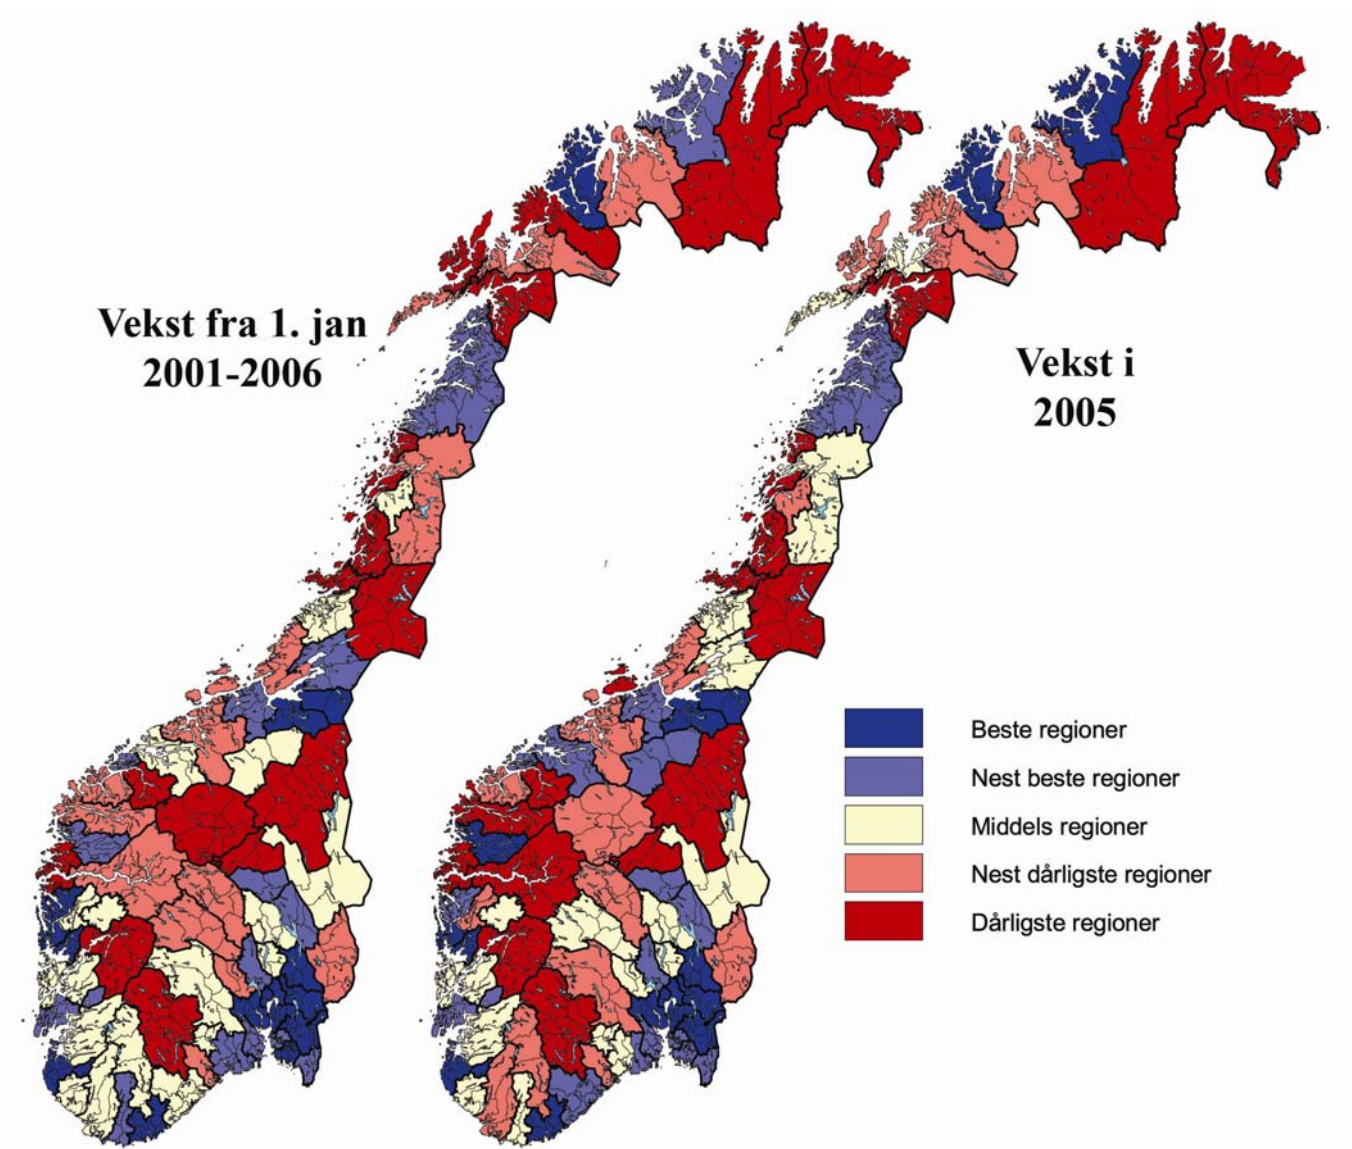 Vekst fra 1. jan
2001-2006
Vekst i
2005
Beste regioner
Nest beste regioner
Middels regioner
Nest dårligste regioner
Dårligste regioner